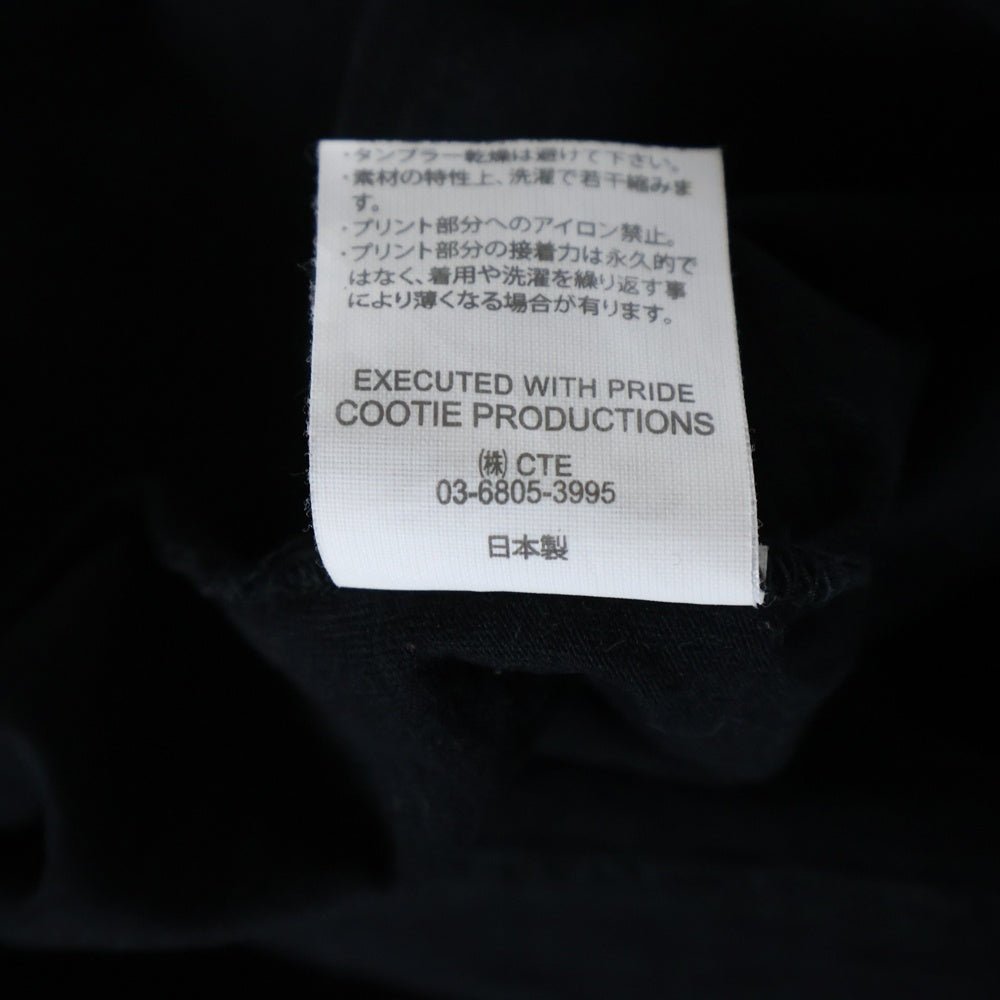 ・タンブラー乾燥は避けて下さい。
・素材の特性上、洗濯で若干縮みま
す。
・プリント部分へのアイロン禁止。
・プリント部分の接着力は永久的で
はなく、着用や洗濯を繰り返す事
により薄くなる場合が有ります。
EXECUTED WITH PRIDE
COOTIE PRODUCTIONS
㈱ CTE
03-6805-3995
日本製